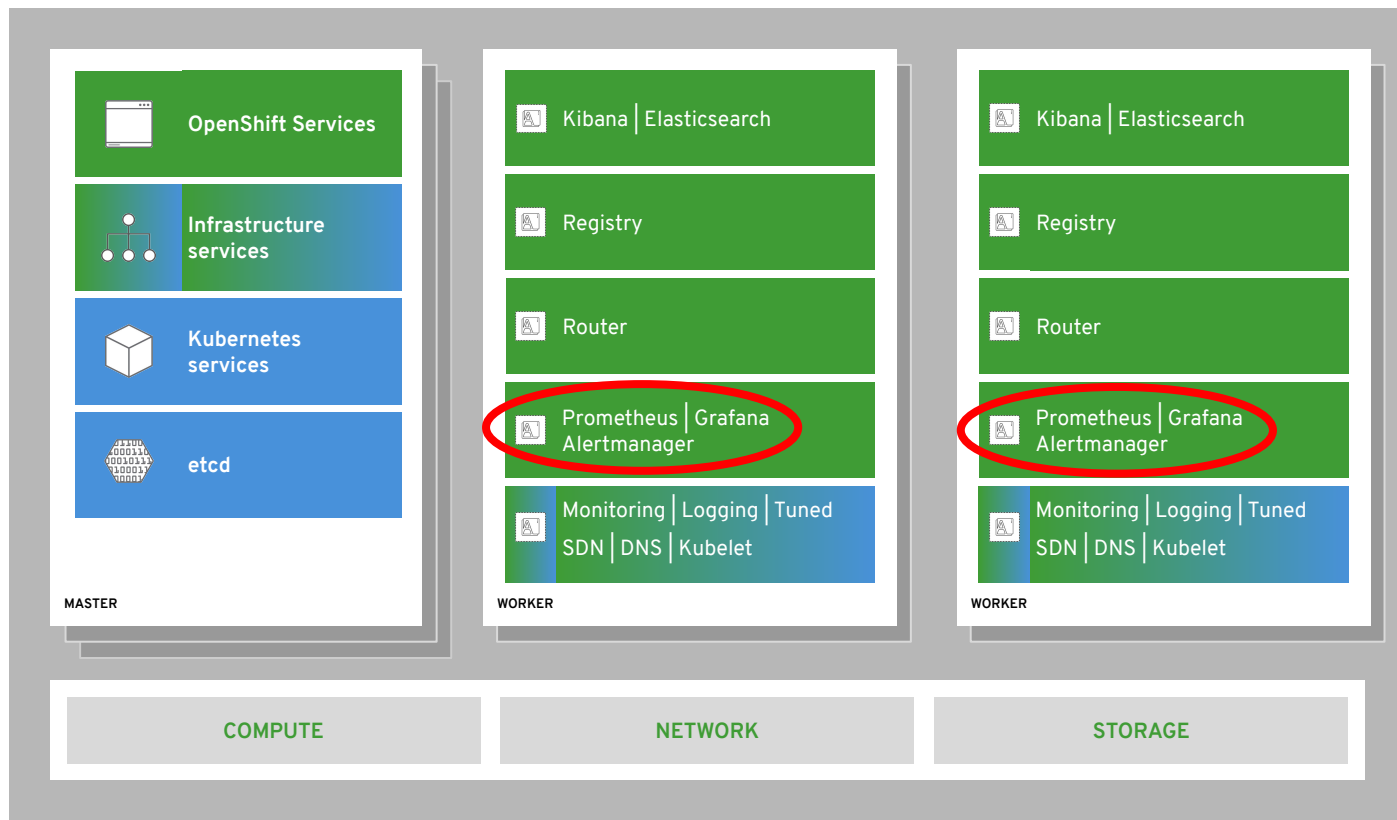 OpenShift Services
Infrastructure
services
Kubernetes
services
etcd
MASTER
Kibana | Elasticsearch
Registry
Router
Prometheus | Grafana
Alertmanager
Monitoring | Logging | Tuned
SDN | DNS | Kubelet
WORKER
Kibana | Elasticsearch
Registry
Router
Prometheus | Grafana
Alertmanager
Monitoring | Logging | Tuned
SDN | DNS | Kubelet
WORKER
COMPUTE
NETWORK
STORAGE